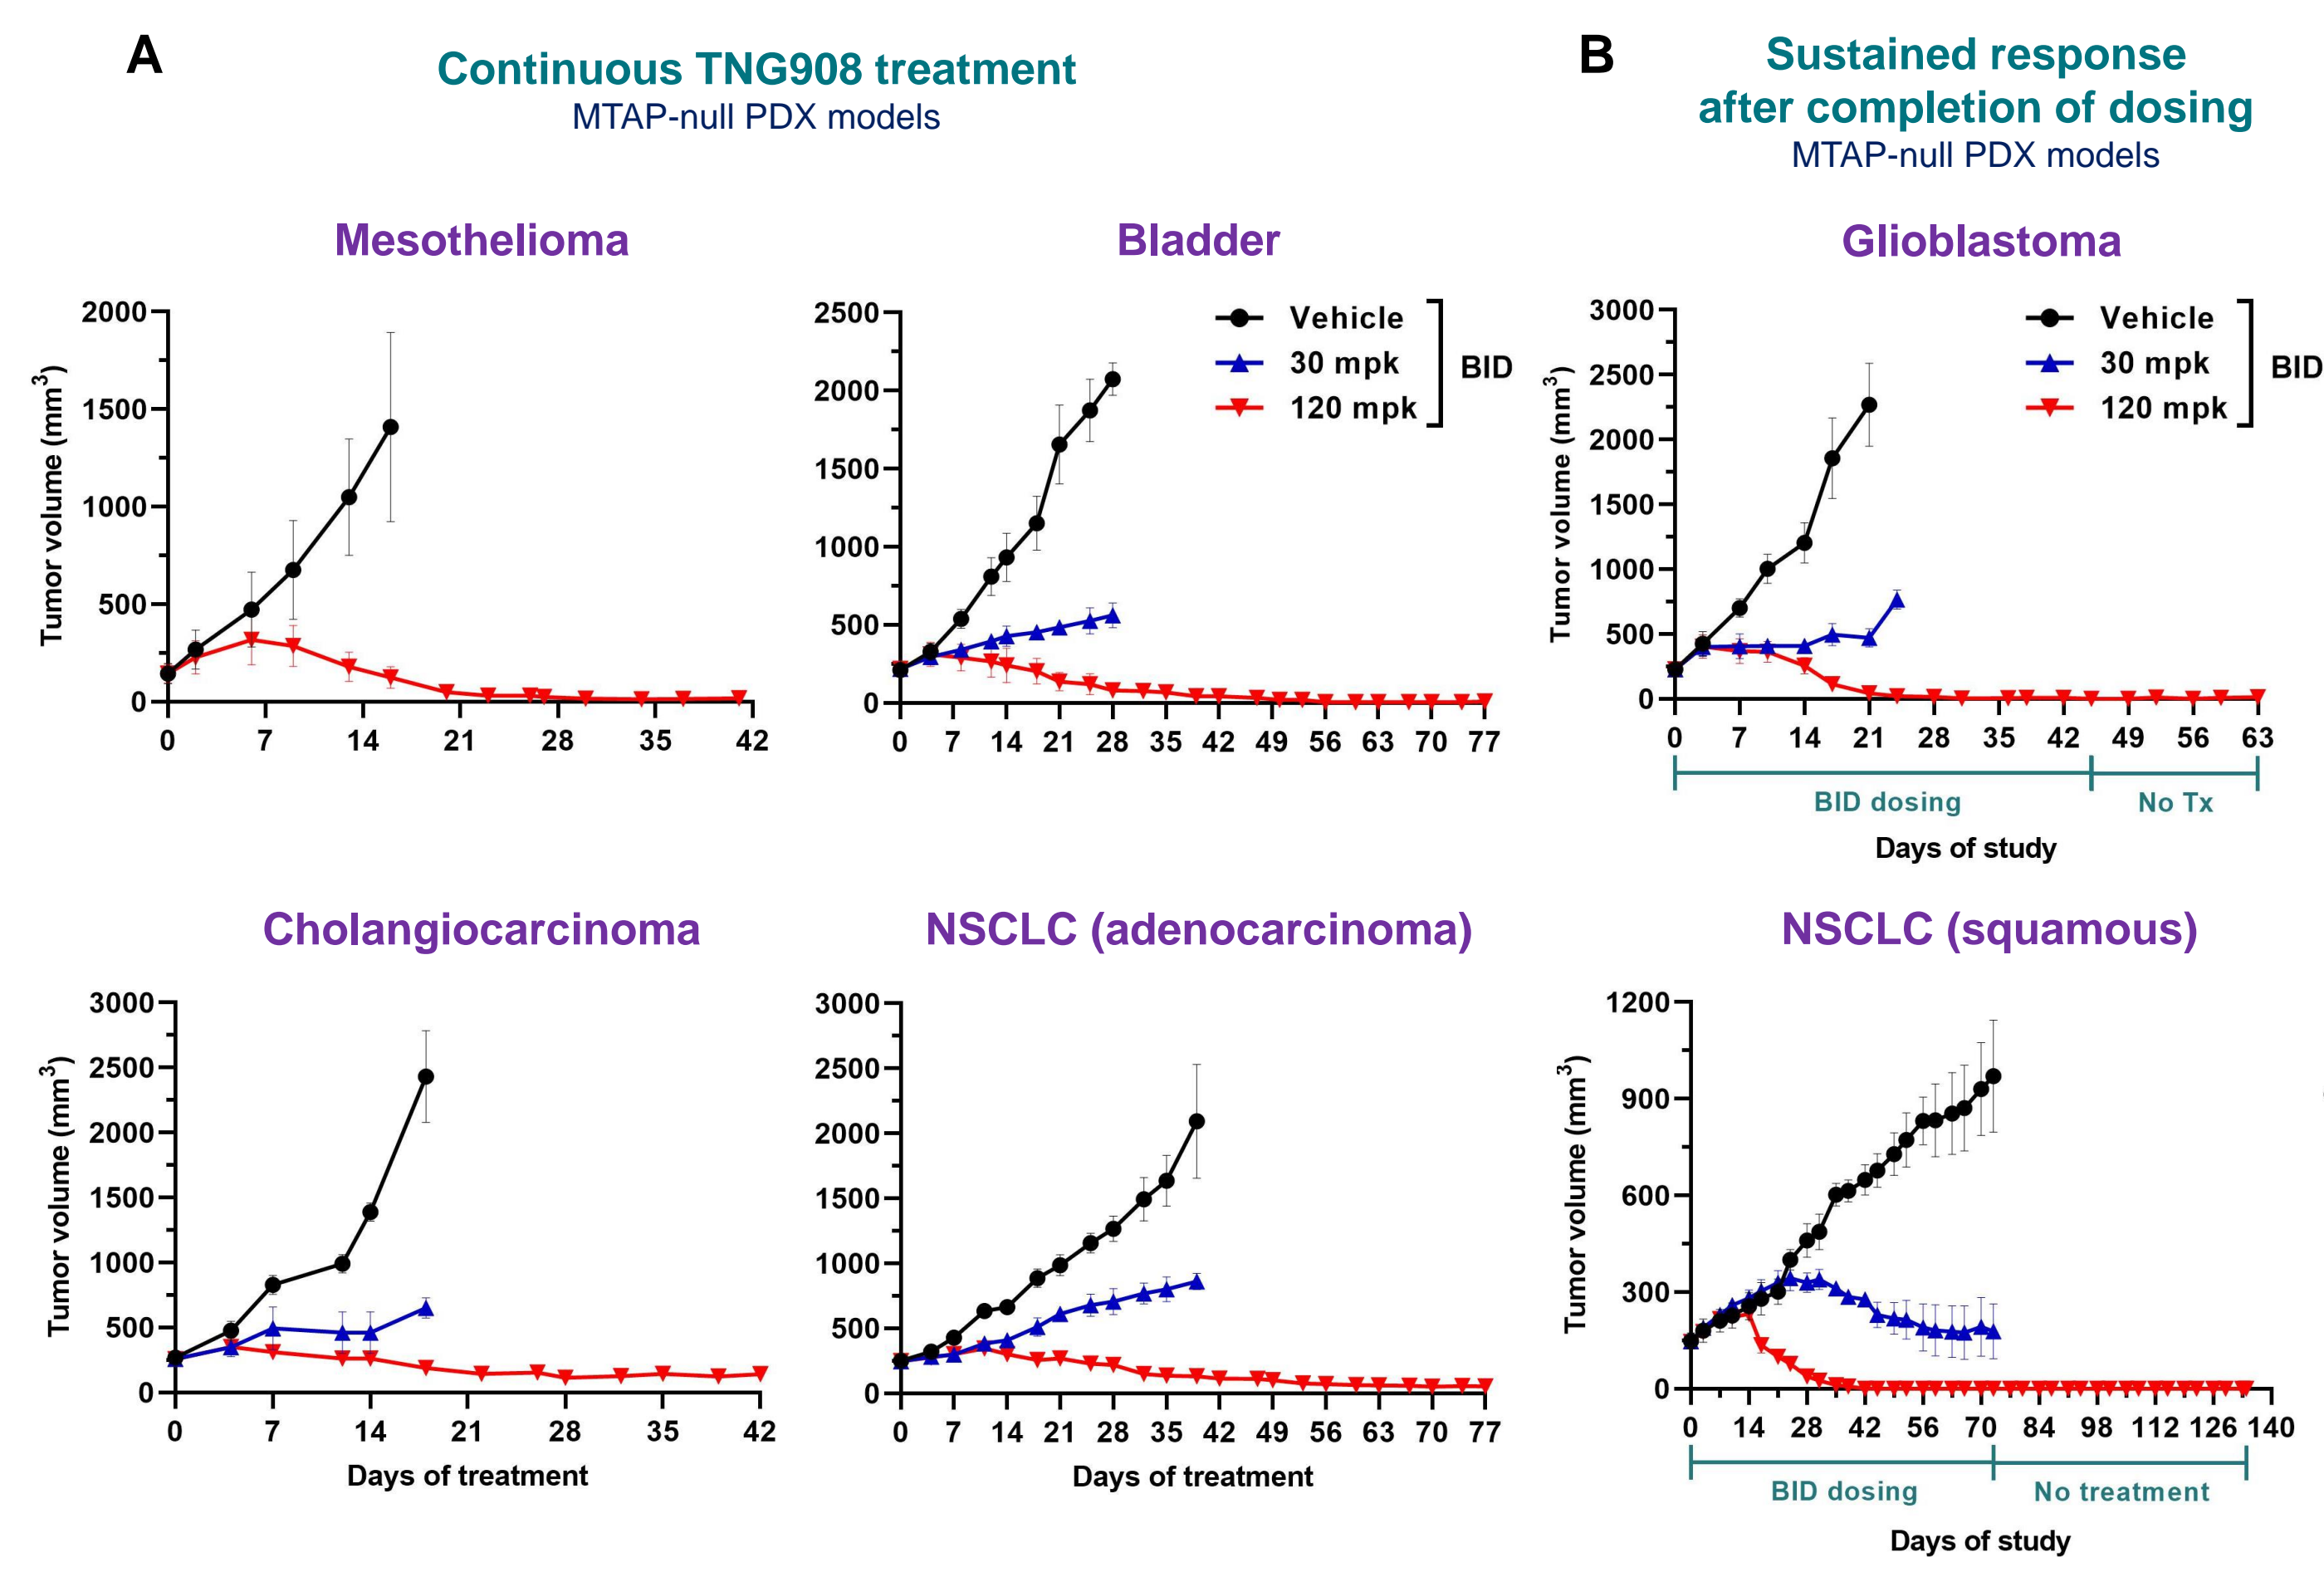 A
Continuous TNG908 treatment
MTAP-null PDX models
B
Sustained response
after completion of dosing
MTAP-null PDX models
Mesothelioma
Tumor volume (mm³)
2000
1500
1000
500
0
0 7 14 21 28 35 42
Bladder
2500
2000
1500
1000
500
0
0 7 14 21 28 35 42 49 56 63 70 77
Vehicle
30 mpk
120 mpk
BID
Glioblastoma
Tumor volume (mm³)
3000
2500
2000
1500
1000
500
0
0 7 14 21 28 35 42 49 56 63
Vehicle
30 mpk
120 mpk
BID
BID dosing No Tx
Days of study
Cholangiocarcinoma
Tumor volume (mm³)
3000
2500
2000
1500
1000
500
0
0 7 14 21 28 35 42
Days of treatment
NSCLC (adenocarcinoma)
3000
2500
2000
1500
1000
500
0
0 7 14 21 28 35 42 49 56 63 70 77
Days of treatment
NSCLC (squamous)
Tumor volume (mm³)
1200
900
600
300
0
0 14 28 42 56 70 84 98 112 126 140
BID dosing No treatment
Days of study